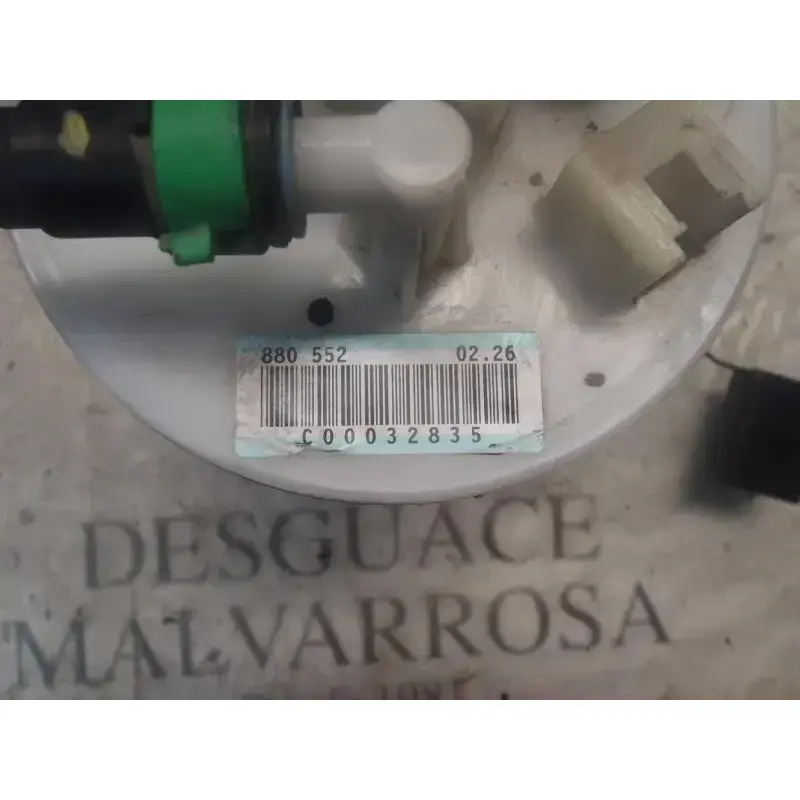 880 552 02.26
C00032835
DESGUACE
MALVARROSA